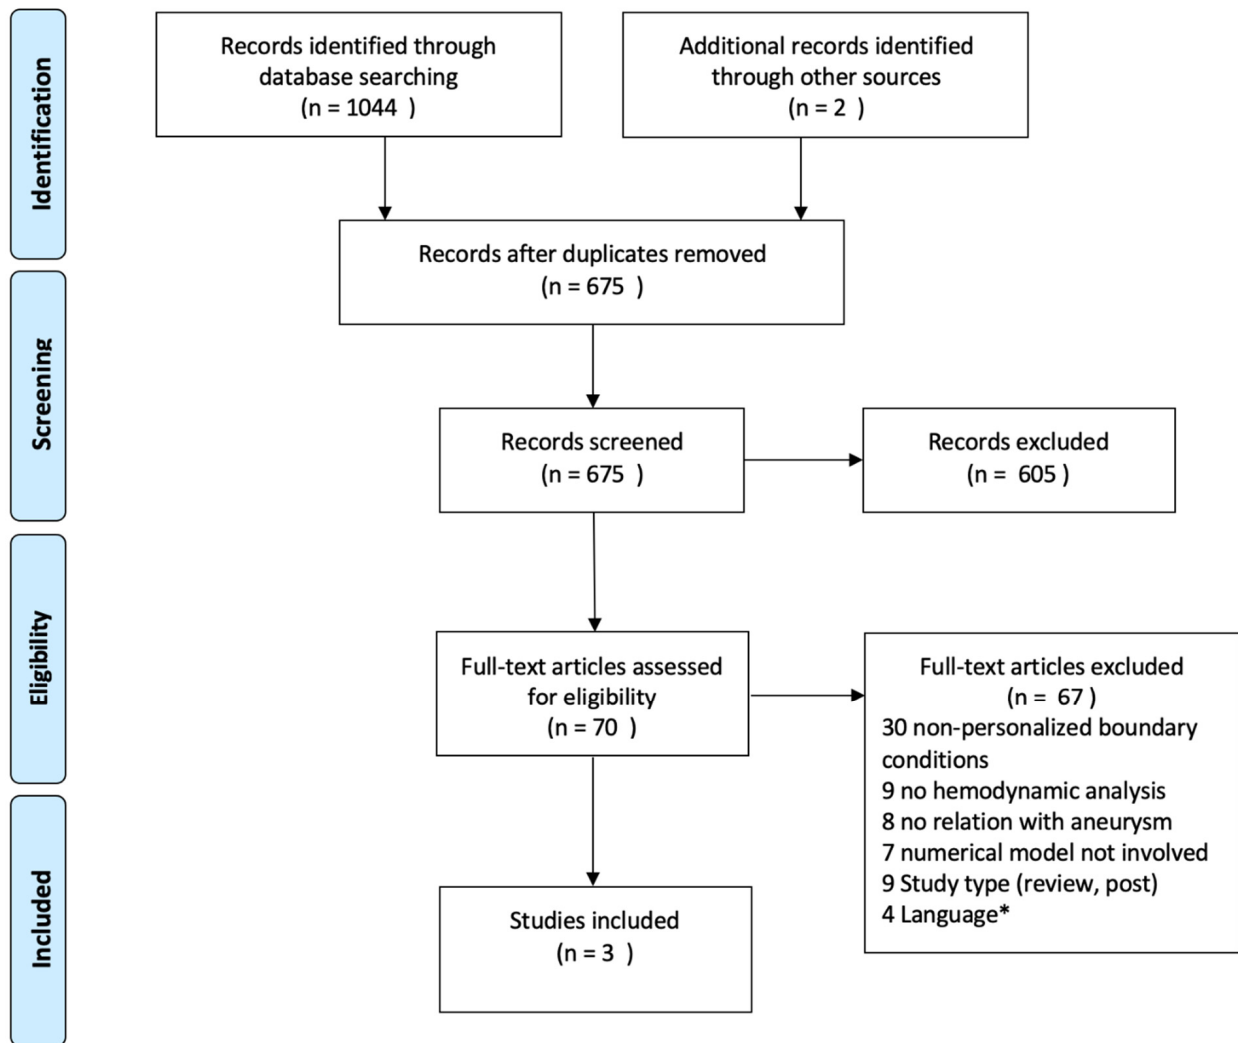 Identification
Records identified through
database searching
(n = 1044  )
Additional records identified
through other sources
(n = 2  )
Records after duplicates removed
(n = 675  )
Screening
Records screened
(n = 675  )
Records excluded
(n =  605 )
Eligibility
Full-text articles assessed
for eligibility
(n = 70  )
Full-text articles excluded
(n =  67 )
30 non-personalized boundary
conditions
9 no hemodynamic analysis
8 no relation with aneurysm
7 numerical model not involved
9 Study type (review, post)
4 Language*
Included
Studies included
(n = 3  )